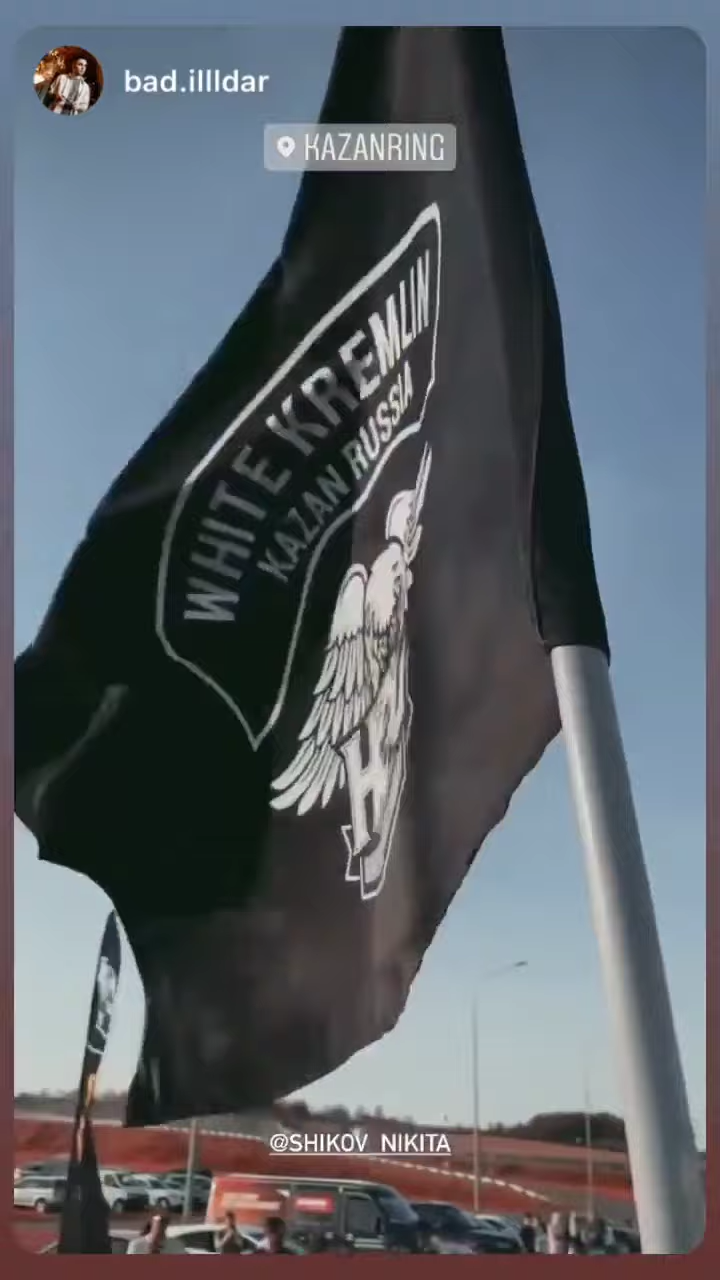 bad.illldar
KAZANRING
WHITE KREMLIN
KAZAN RUSSIA
H
@SHIKOV_NIKITA